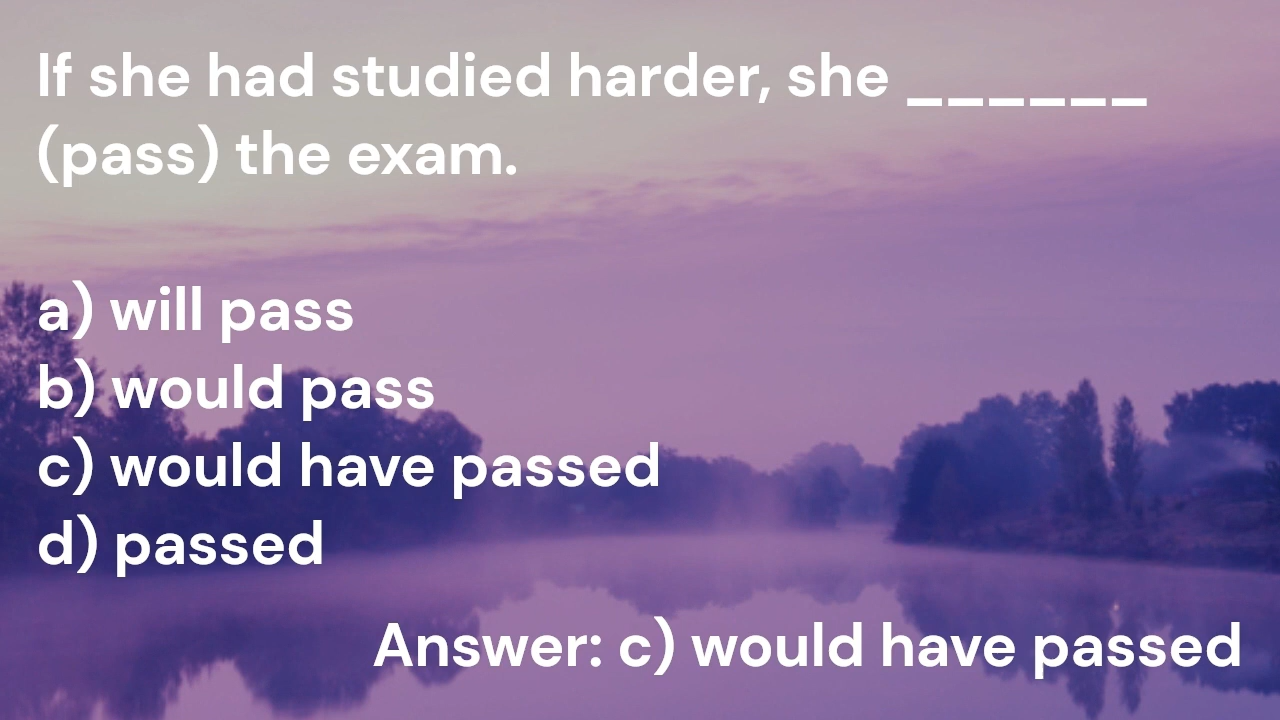 If she had studied harder, she ______
(pass) the exam.
a) will pass
b) would pass
c) would have passed
d) passed
Answer: c) would have passed